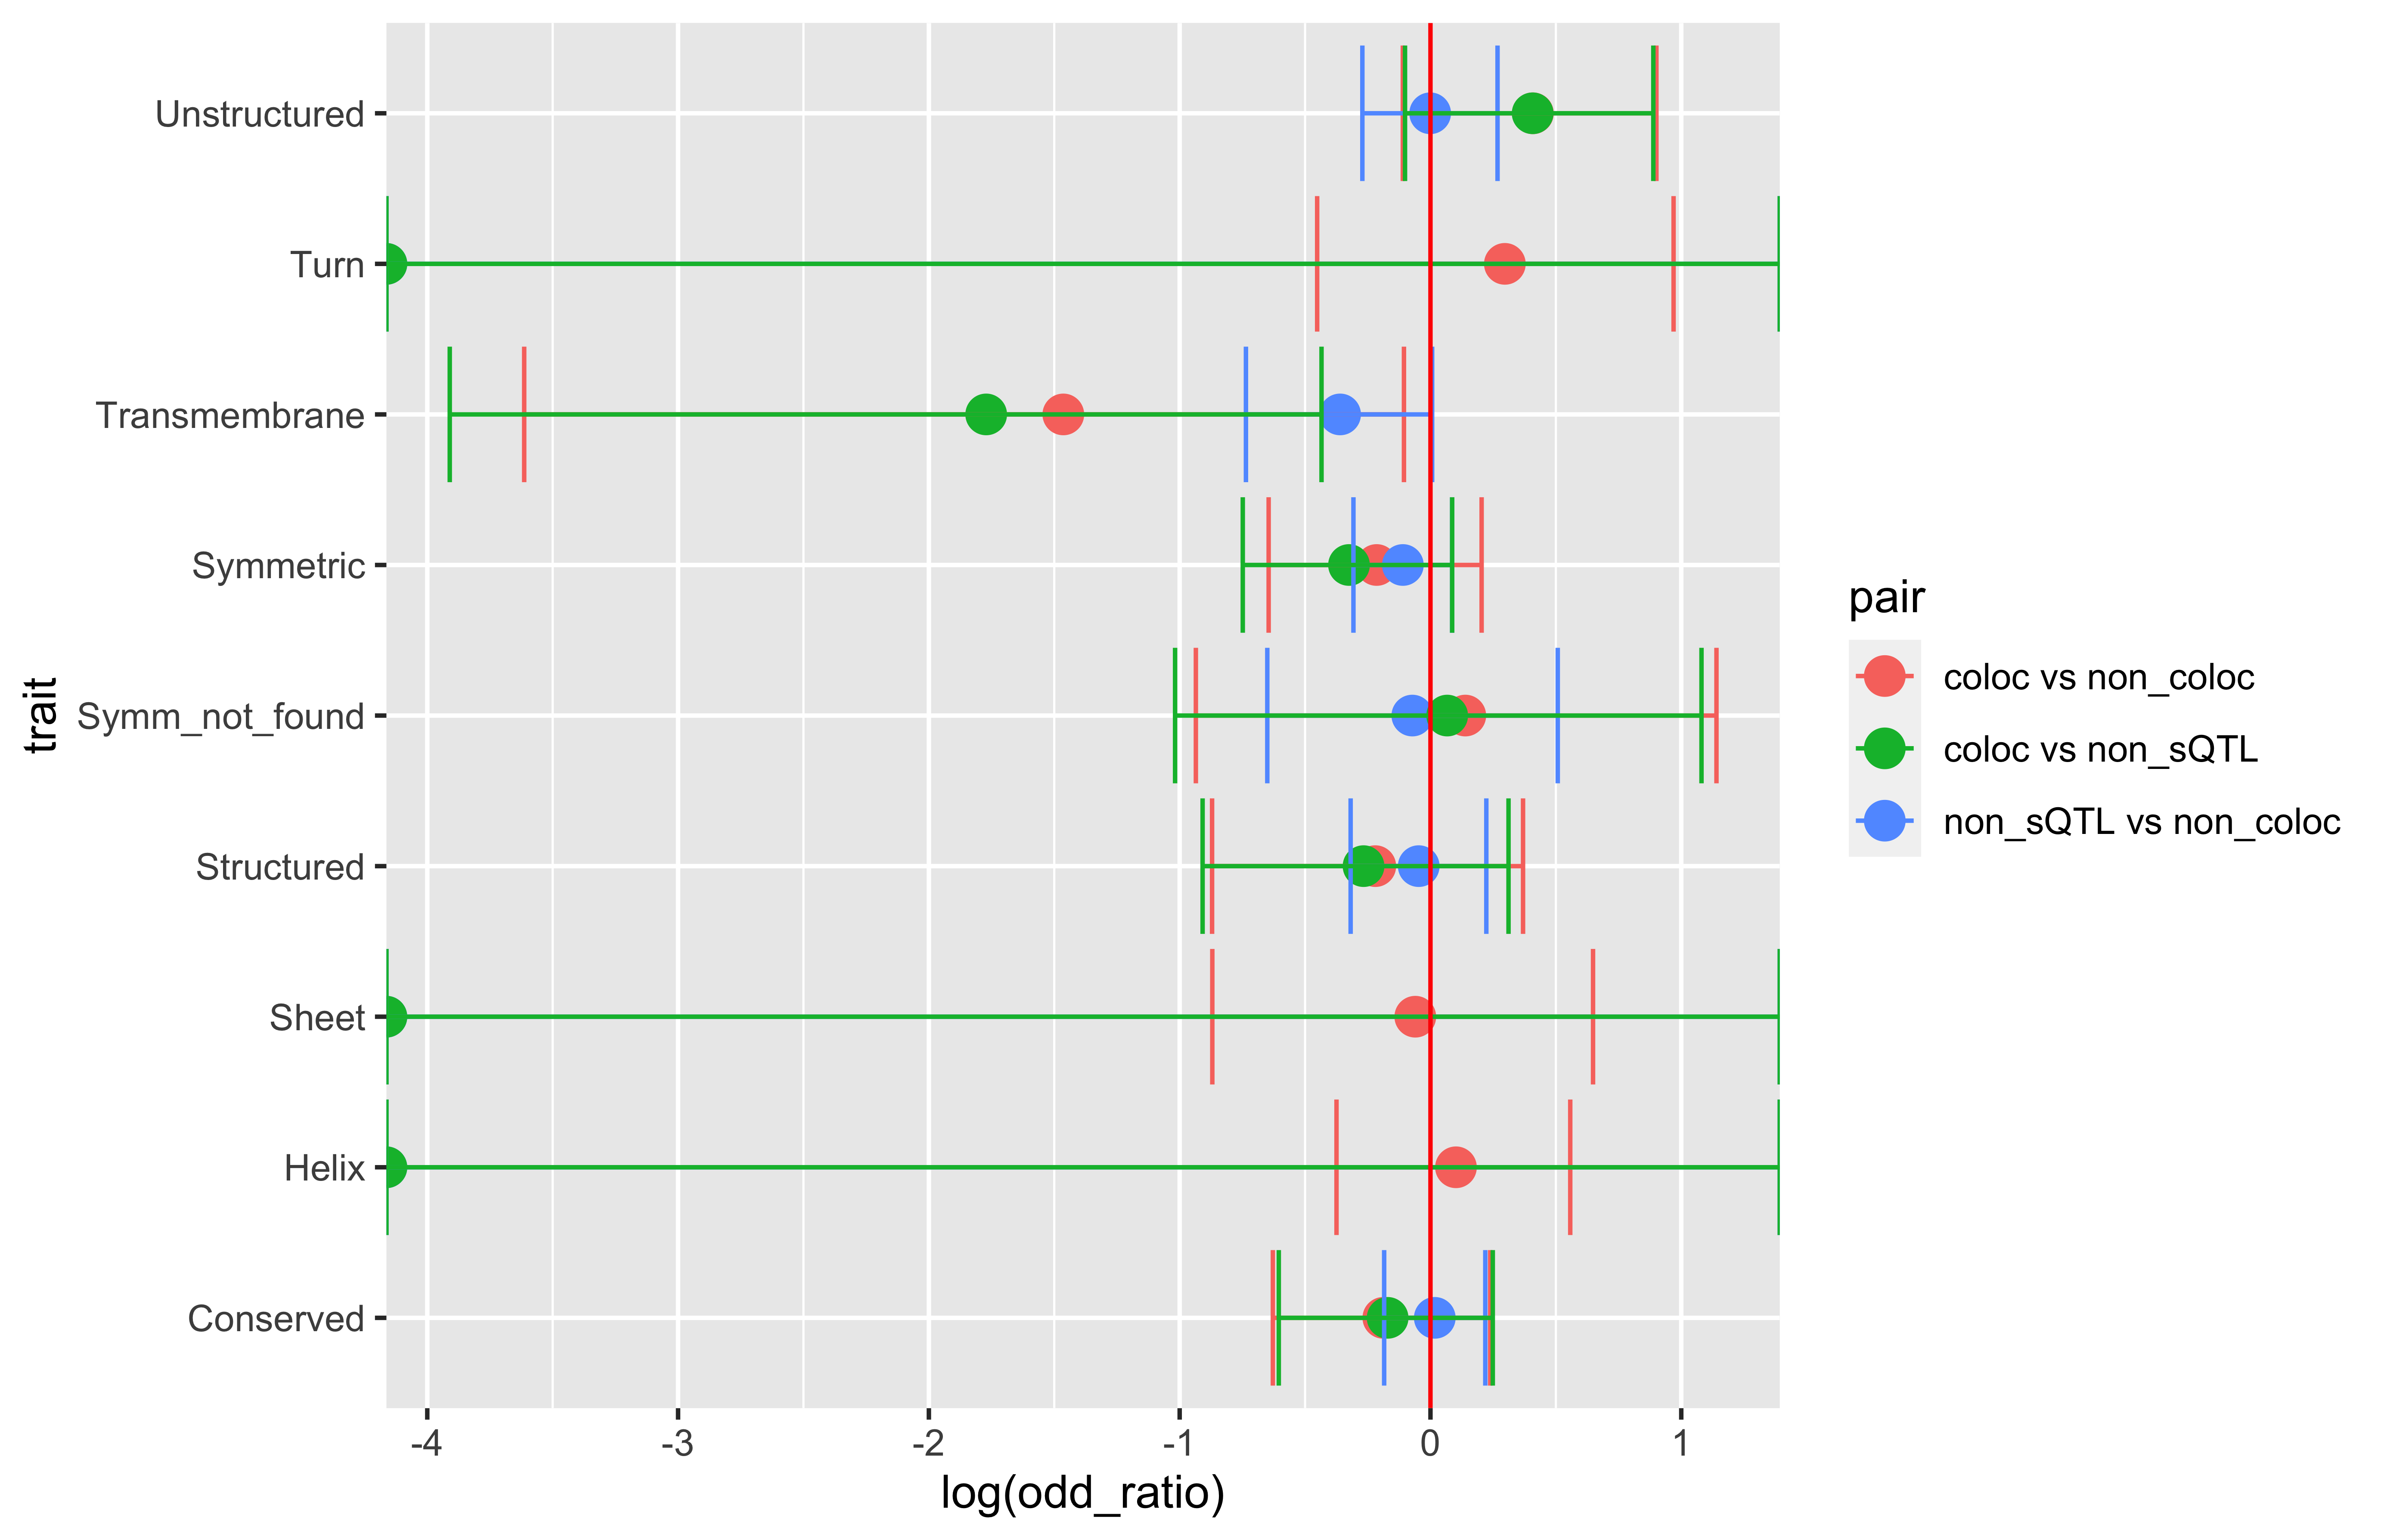 trait
Unstructured
Turn
Transmembrane
Symmetric
Symm_not_found
Structured
Sheet
Helix
Conserved
-4 -3 -2 -1 0 1
log(odd_ratio)
pair
coloc vs non_coloc
coloc vs non_sQTL
non_sQTL vs non_coloc